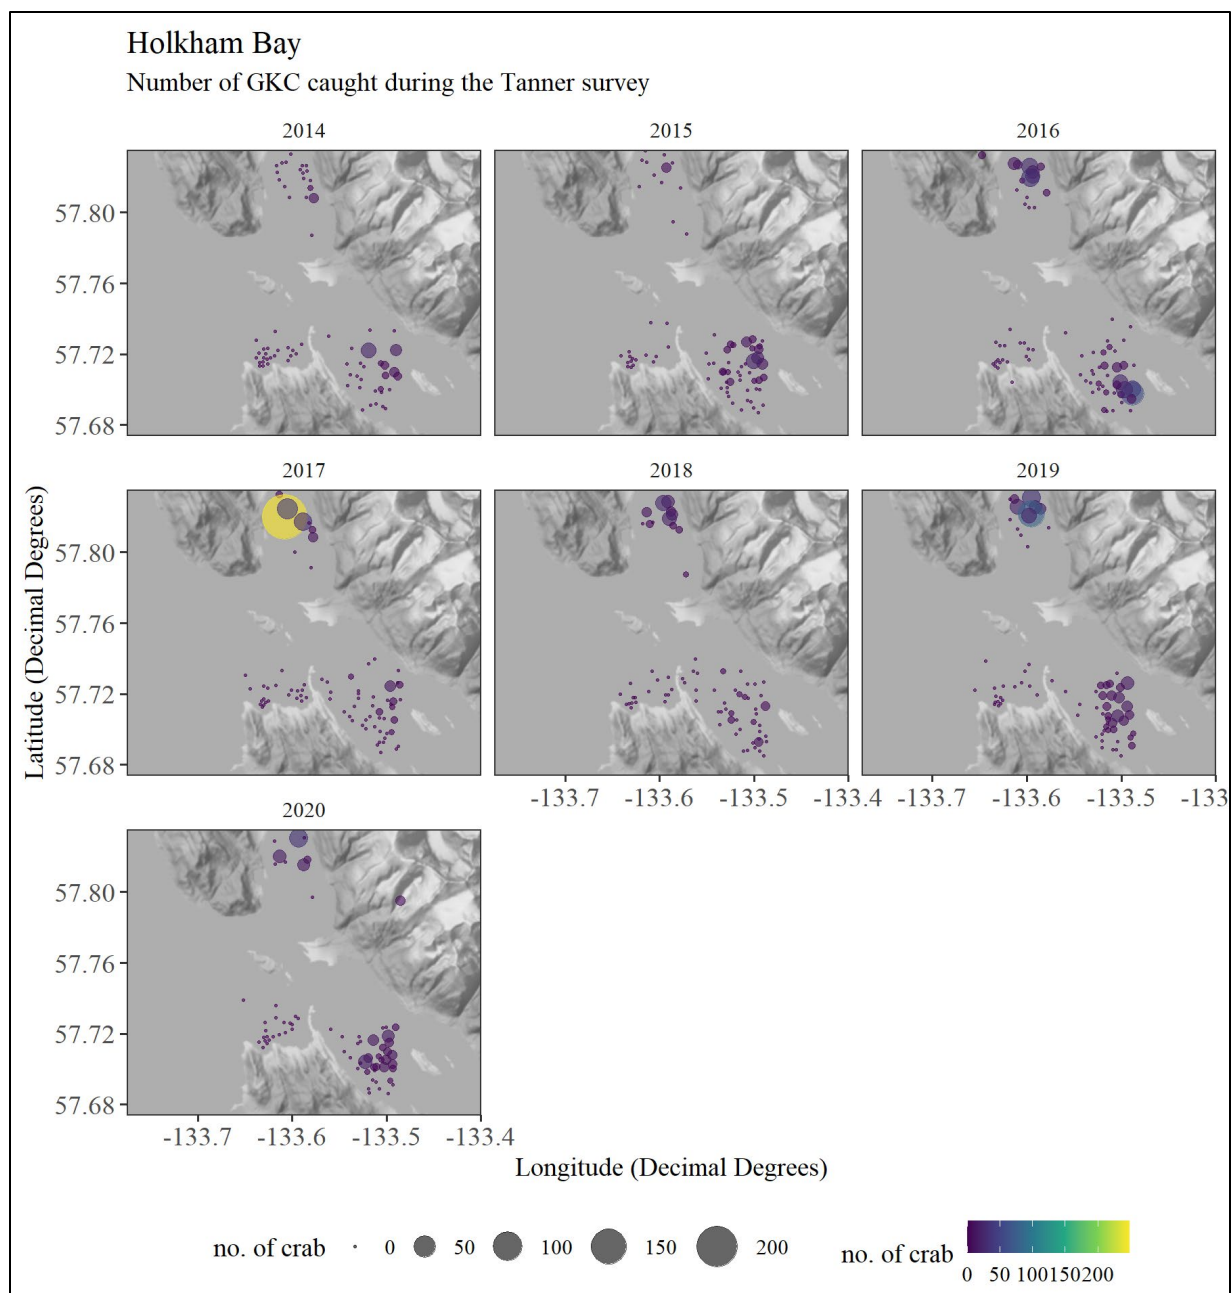 Holkham Bay
Number of GKC caught during the Tanner survey
2014 2015 2016
57.80
57.76
57.72
57.68
2017 2018 2019
57.80
57.76
57.72
57.68
-133.7 -133.6 -133.5 -133.4 -133.7 -133.6 -133.5 -133
2020
57.80
57.76
57.72
57.68
-133.7 -133.6 -133.5 -133.4
Latitude (Decimal Degrees)
Longitude (Decimal Degrees)
no. of crab 0 50 100 150 200
no. of crab
0 50 100 150 200